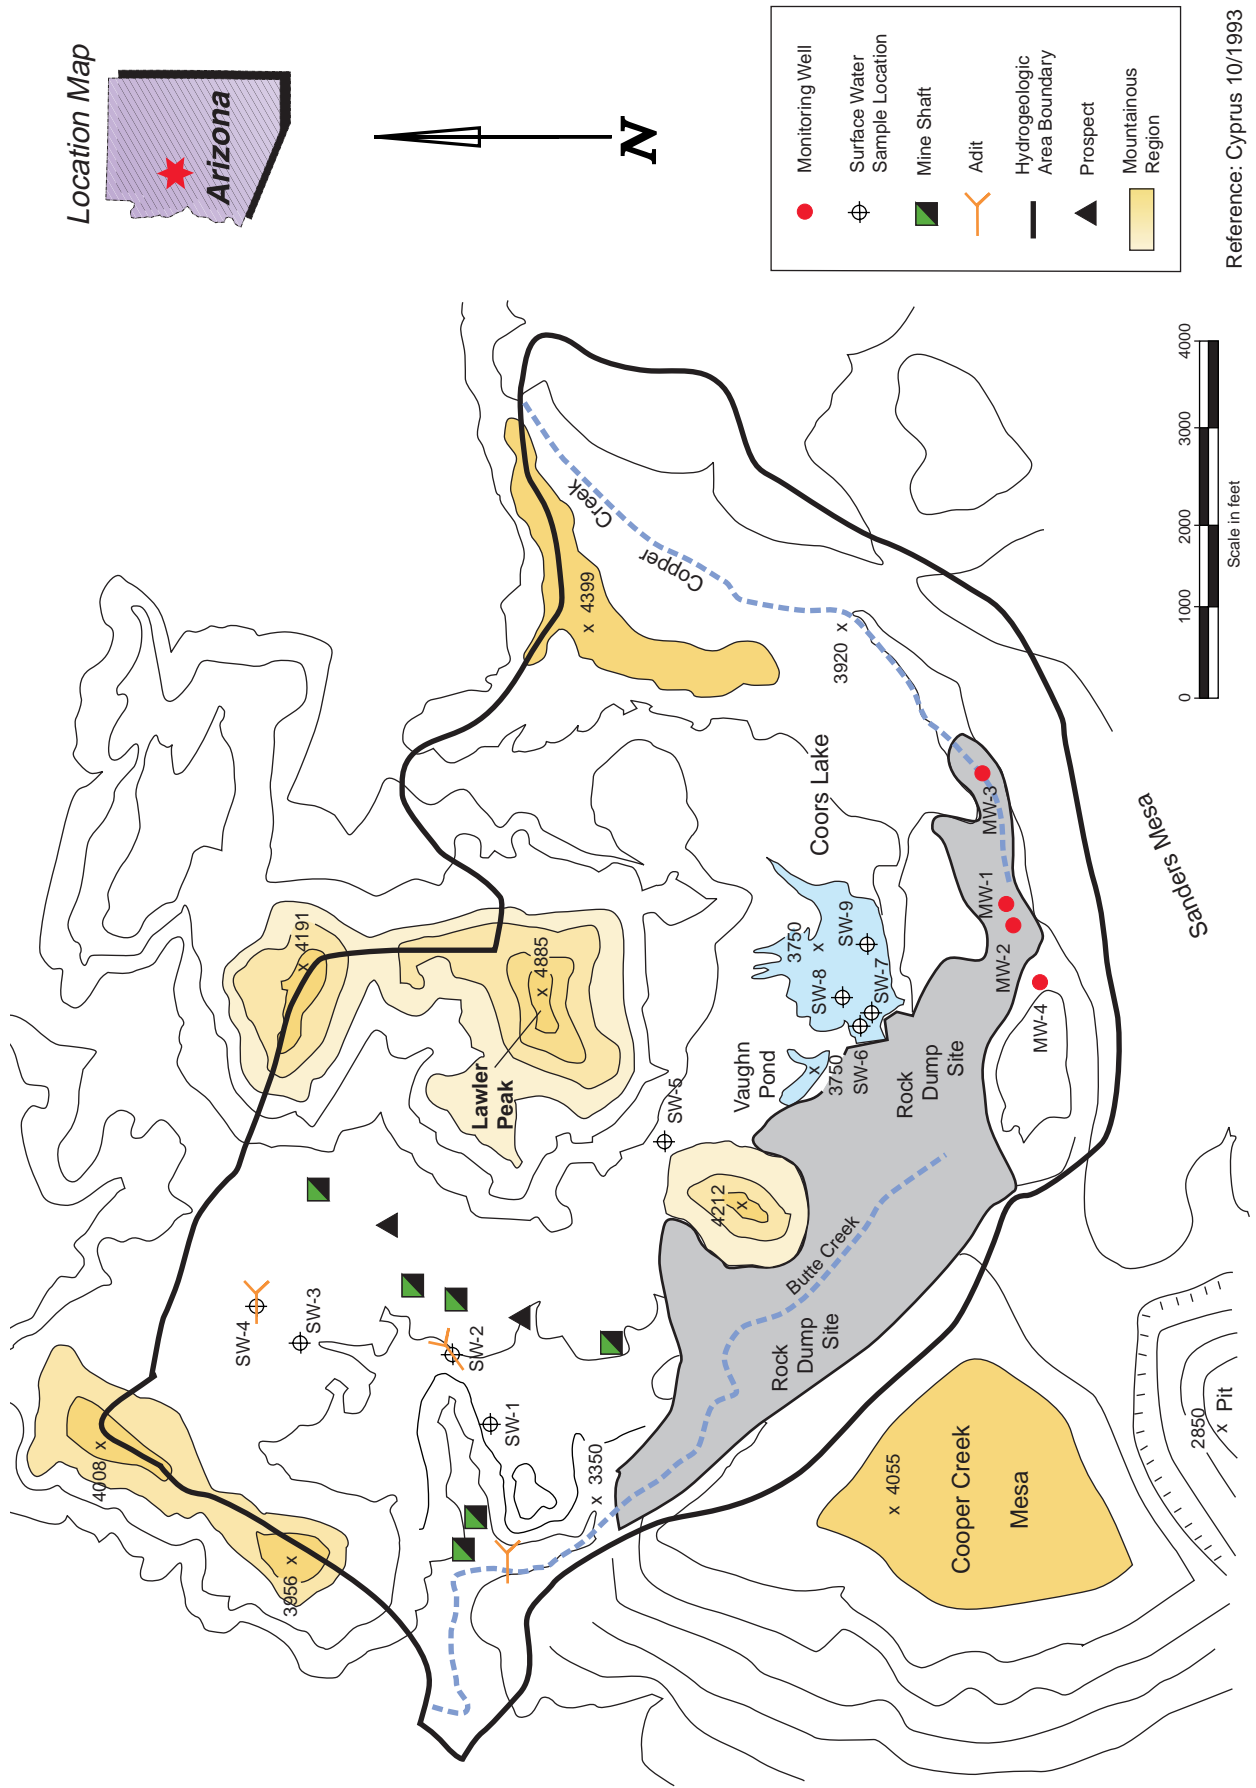 Location Map
Arizona
N
Monitoring Well
Surface Water
Sample Location
Mine Shaft
Adit
Hydrogeologic
Area Boundary
Prospect
Mountainous
Region
Reference: Cyprus 10/1993
0
1000
2000
3000
4000
Scale in feet
4008
x
3956
x
SW-4
SW-3
SW-2
SW-1
x 3350
x 4191
x 4885
Lawler
Peak
SW-5
4212
x
x 4399
Copper
Creek
3920
x
Coors Lake
3750
x
SW-9
SW-8
SW-7
SW-6
Vaughn
Pond
3750
x
Rock
Dump
Site
Butte Creek
Rock
Dump
Site
MW-3
MW-1
MW-2
MW-4
Sanders Mesa
x 4055
Cooper Creek
Mesa
2850
x Pit